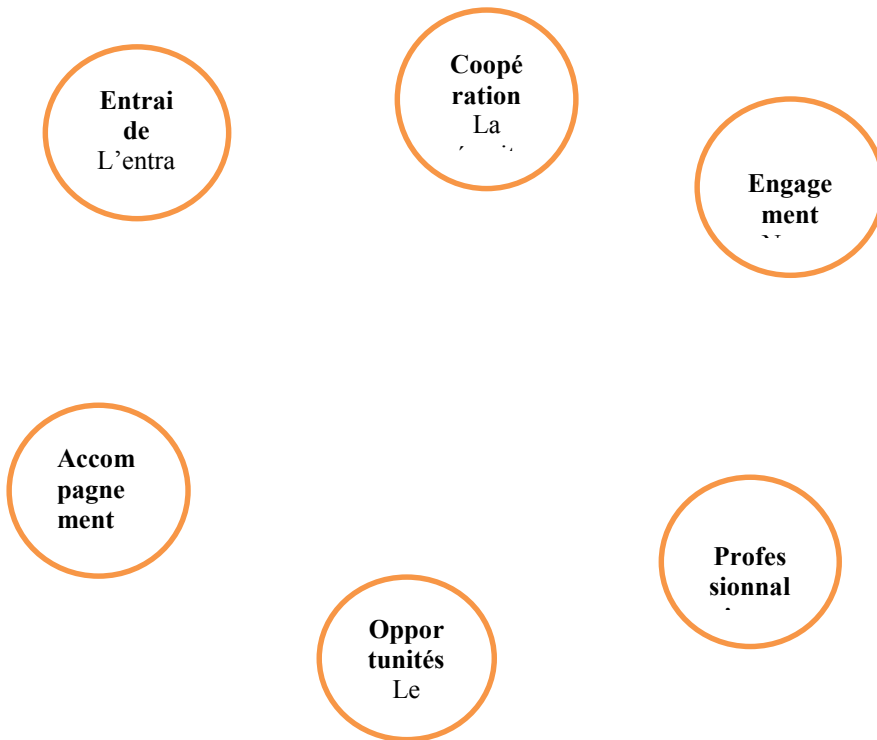 Entrai
de
L'entra
Coopé
ration
La
Engage
ment
Accom
pagne
ment
Profes
sionnal
Oppor
tunités
Le